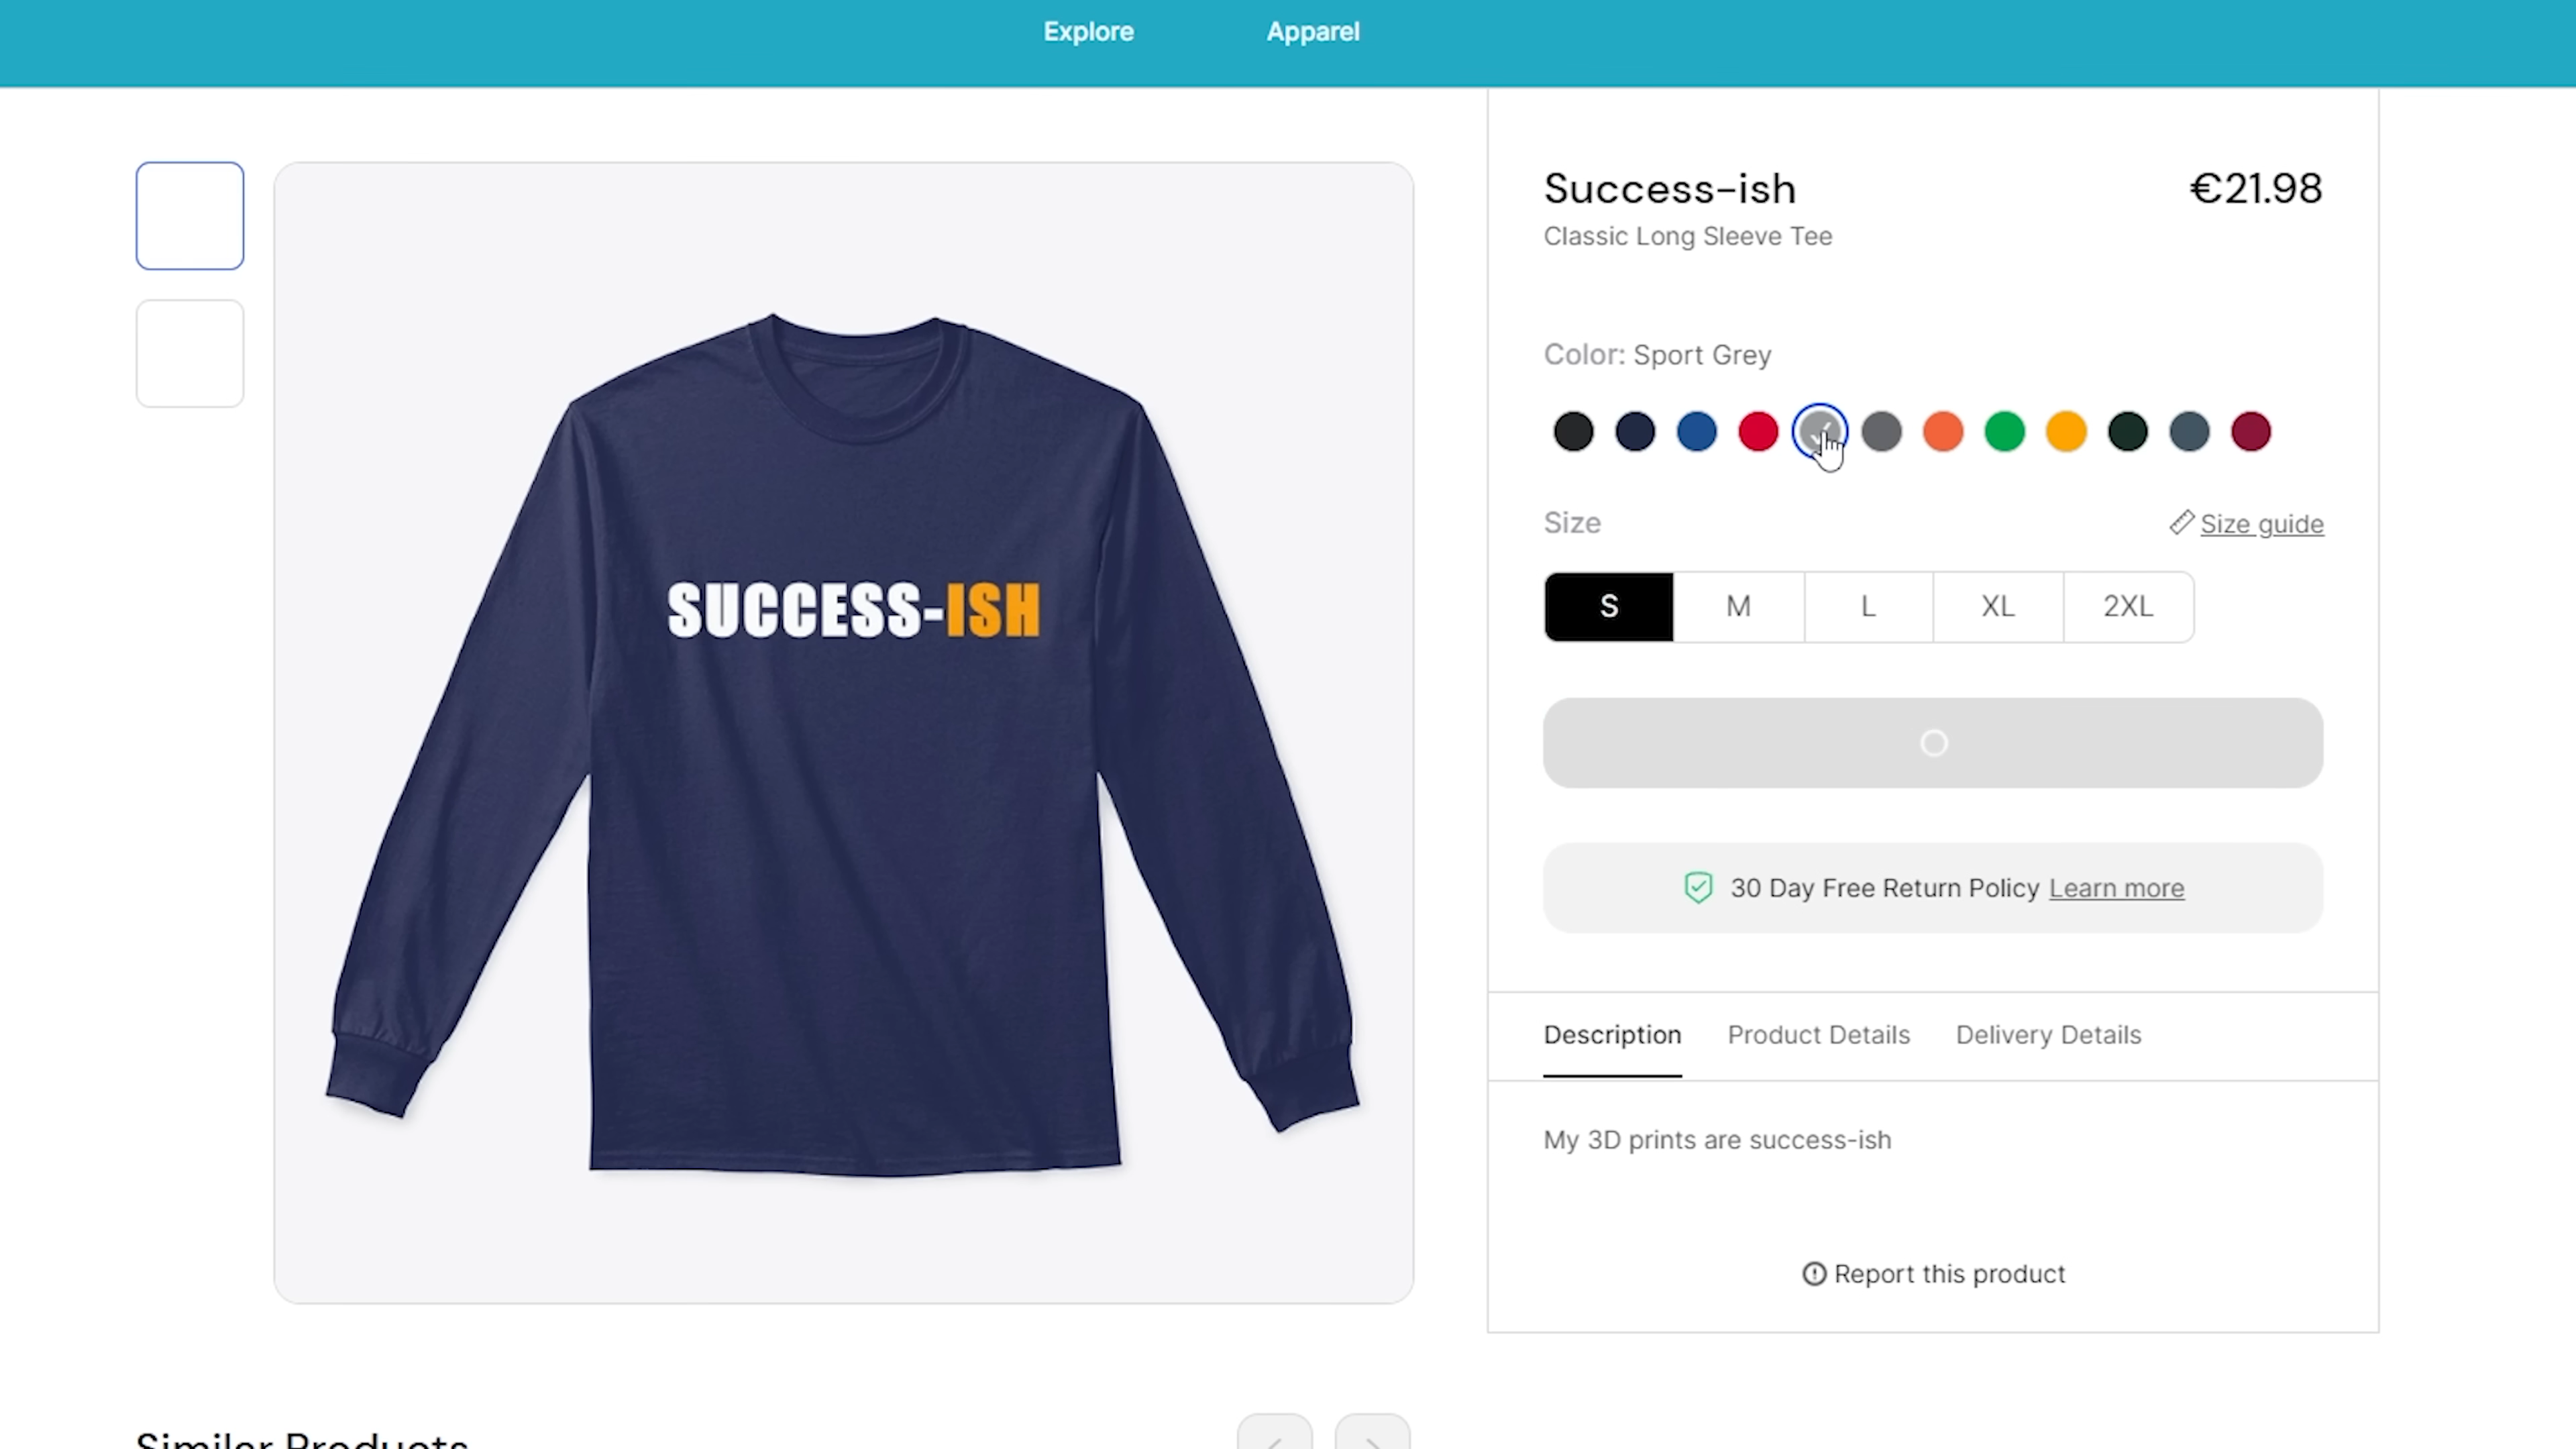 Explore
Apparel
Success-ish
€21.98
Classic Long Sleeve Tee
Color: Sport Grey
Size
Size guide
S
M
L
XL
2XL
SUCCESS-ISH
30 Day Free Return Policy Learn more
Description
Product Details
Delivery Details
My 3D prints are success-ish
Report this product
Similar Products